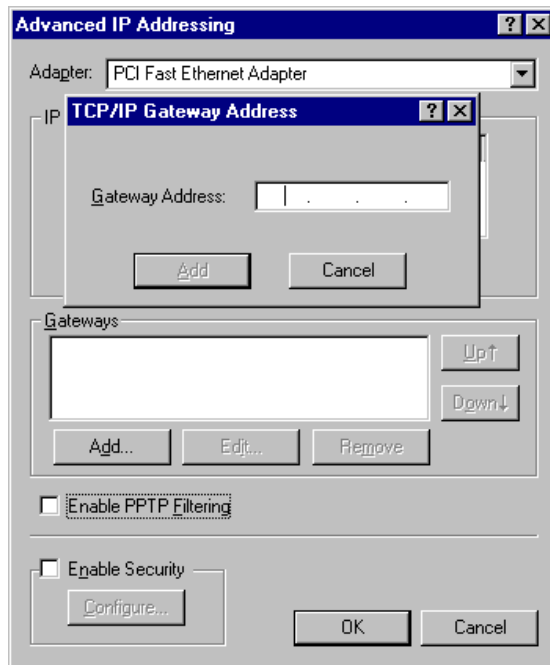 Advanced IP Addressing
Adapter: PCI Fast Ethernet Adapter
IP
TCP/IP Gateway Address
Gateway Address: . . .
Add Cancel
Gateways
Up↑
Down↓
Add... Edit... Remove
Enable PPTP Filtering
Enable Security
Configure...
OK Cancel